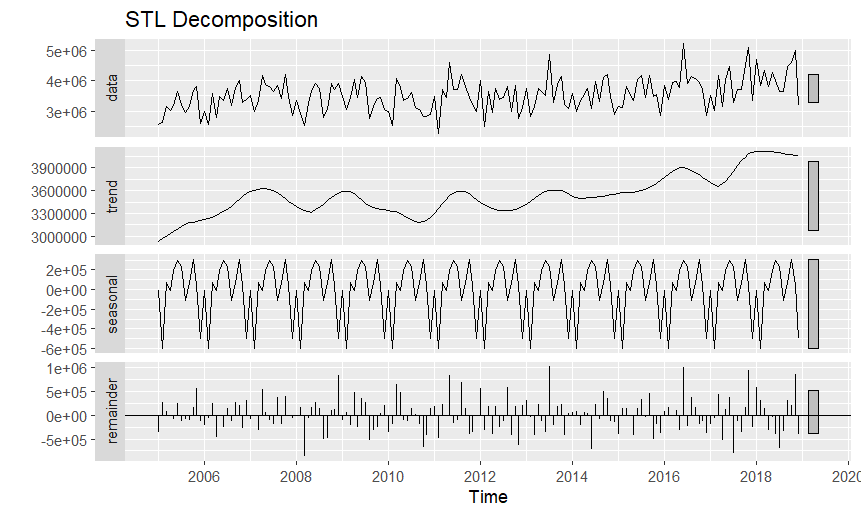 STL Decomposition
5e+06
4e+06
3e+06
data
3900000
3600000
3300000
3000000
trend
2e+05
0e+00
-2e+05
-4e+05
-6e+05
seasonal
1e+06
5e+05
0e+00
-5e+05
remainder
2006 2008 2010 2012 2014 2016 2018 2020
Time